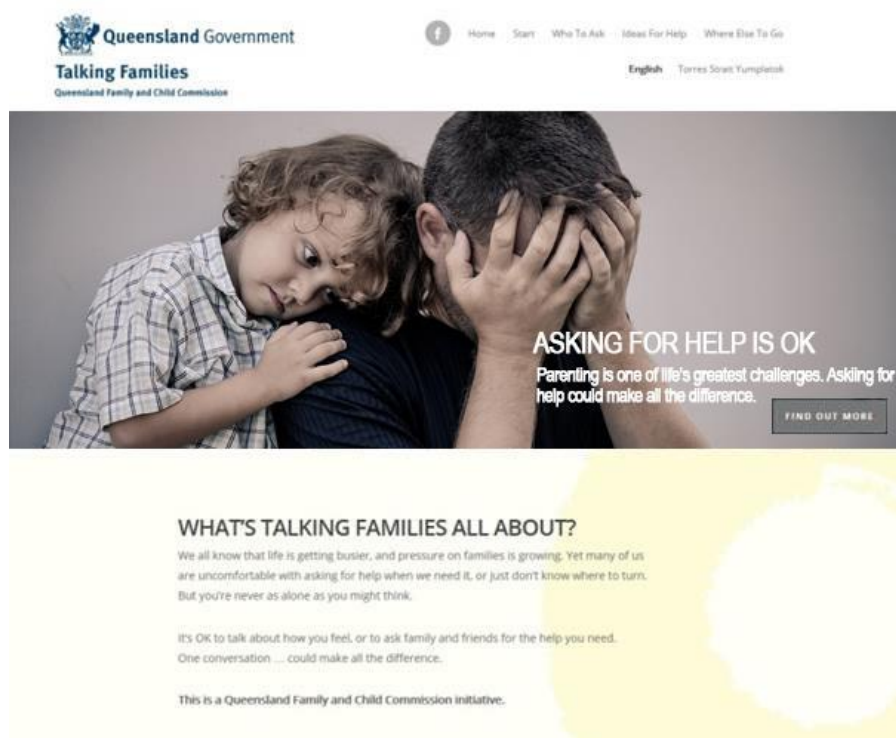 Queensland Government
Talking Families
Queensland Family and Child Commission
f
Home Start Who To Ask Ideas For Help Where Else To Go
English Torres Strait Yumplatok
ASKING FOR HELP IS OK
Parenting is one of life's greatest challenges. Askiing for
help could make all the difference.
FIND OUT MORE
WHAT'S TALKING FAMILIES ALL ABOUT?
We all know that life is getting busier, and pressure on families is growing. Yet many of us
are uncomfortable with asking for help when we need it, or just don't know where to turn.
But you're never as alone as you might think.
It's OK to talk about how you feel, or to ask family and friends for the help you need.
One conversation ... could make all the difference.
This is a Queensland Family and Child Commission initiative.